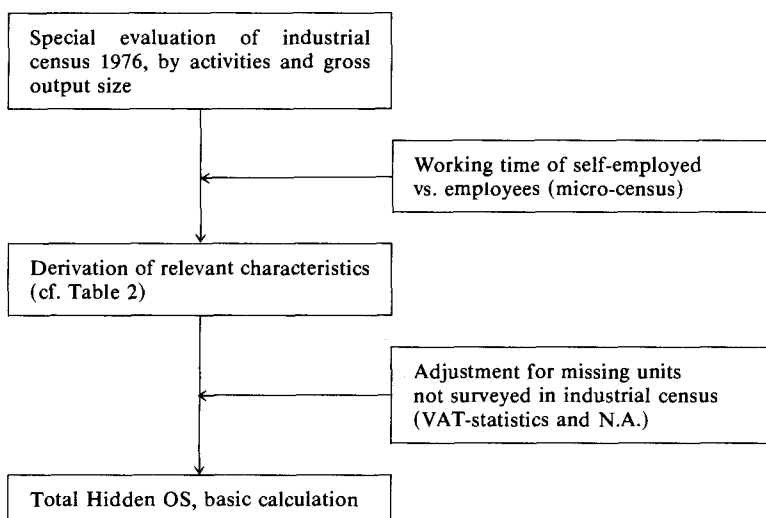 Special evaluation of industrial
census 1976, by activities and gross
output size
Working time of self-employed
vs. employees (micro-census)
Derivation of relevant characteristics
(cf. Table 2)
Adjustment for missing units
not surveyed in industrial census
(VAT-statistics and N.A.)
Total Hidden OS, basic calculation